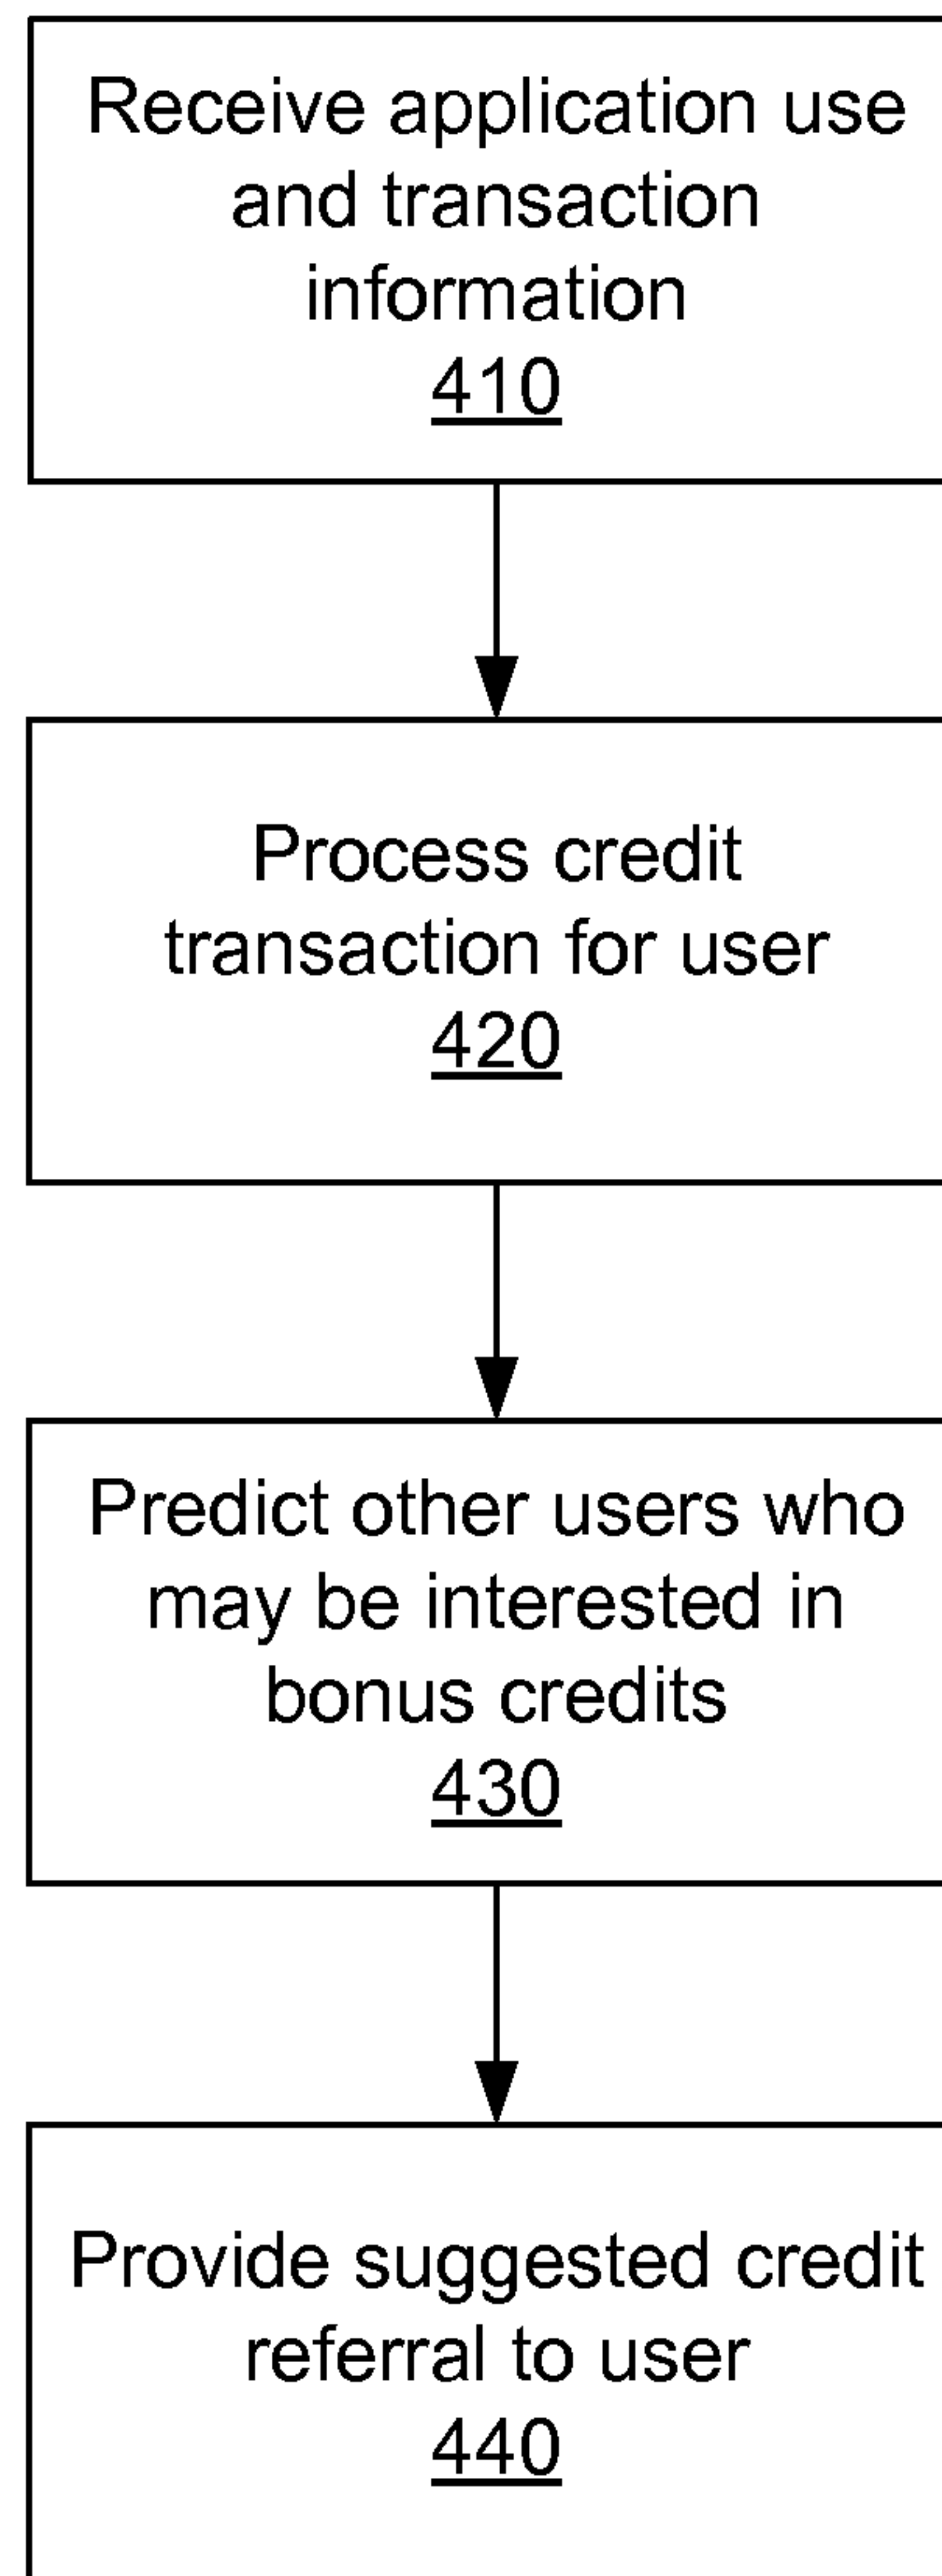 Receive application use
and transaction
information
410
Process credit
transaction for user
420
Predict other users who
may be interested in
bonus credits
430
Provide suggested credit
referral to user
440